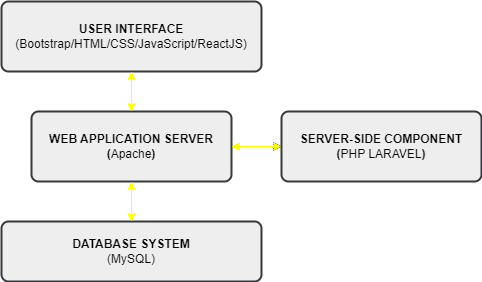 USER INTERFACE
(Bootstrap/HTML/CSS/JavaScript/ReactJS)
WEB APPLICATION SERVER
(Apache)
SERVER-SIDE COMPONENT
(PHP LARAVEL)
DATABASE SYSTEM
(MySQL)